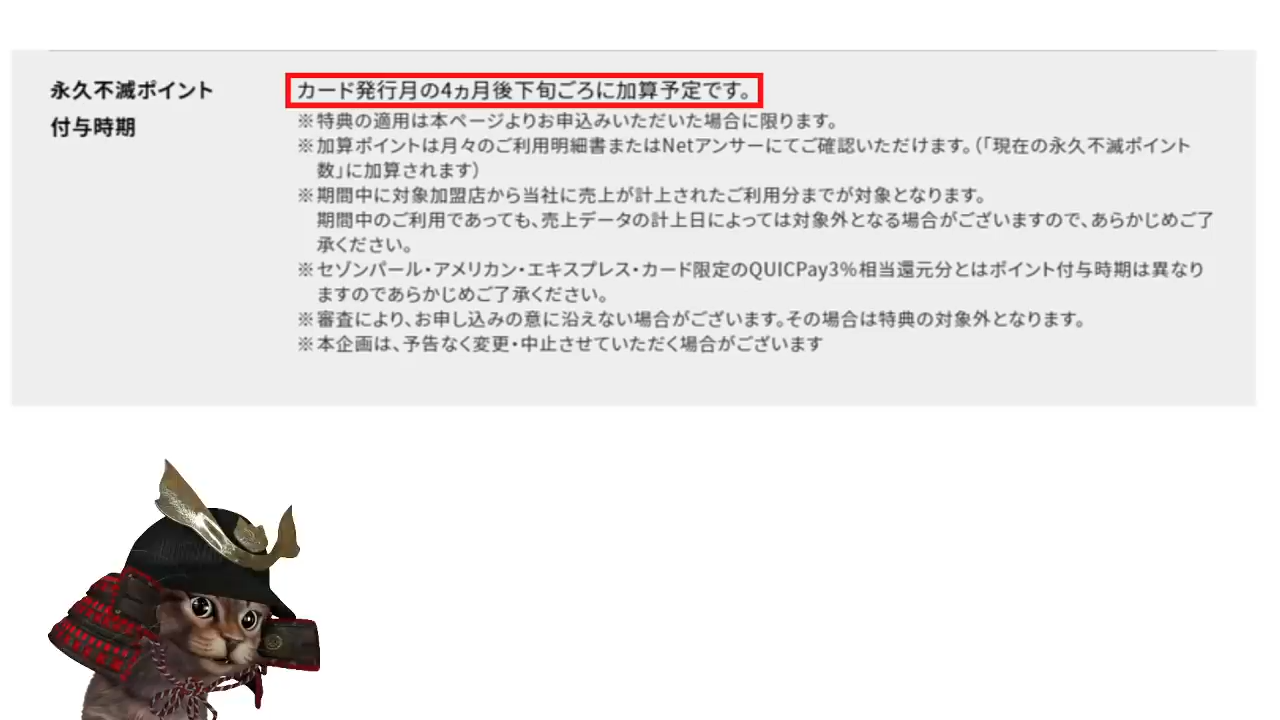 永久不滅ポイント
付与時期
カード発行月の4ヵ月後下旬ごろに加算予定です。
※特典の適用は本ページよりお申込みいただいた場合に限ります。
※加算ポイントは月々のご利用明細書またはNetアンサーにてご確認いただけます。(「現在の永久不滅ポイント
数」に加算されます)
※期間中に対象加盟店から当社に売上が計上されたご利用分までが対象となります。
期間中のご利用であっても、売上データの計上日によっては対象外となる場合がございますので、あらかじめご了
承ください。
※セゾンパール・アメリカン・エキスプレス・カード限定のQUICPay3%相当還元分とはポイント付与時期は異なり
ますのであらかじめご了承ください。
※審査により、お申し込みの意に沿えない場合がございます。その場合は特典の対象外となります。
※本企画は、予告なく変更・中止させていただく場合がございます